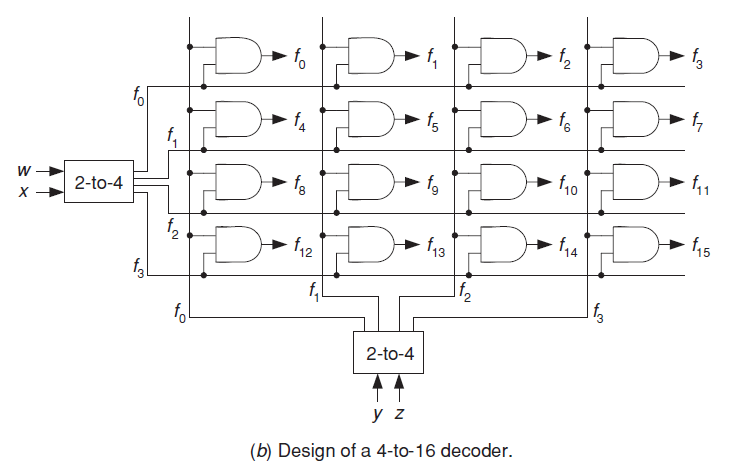 f0 f1 f2 f3
f0
f4 f5 f6 f7
f1
w
x
2-to-4
f8 f9 f10 f11
f2
f12 f13 f14 f15
f3
f0 f1 f2 f3
2-to-4
y z
(b) Design of a 4-to-16 decoder.